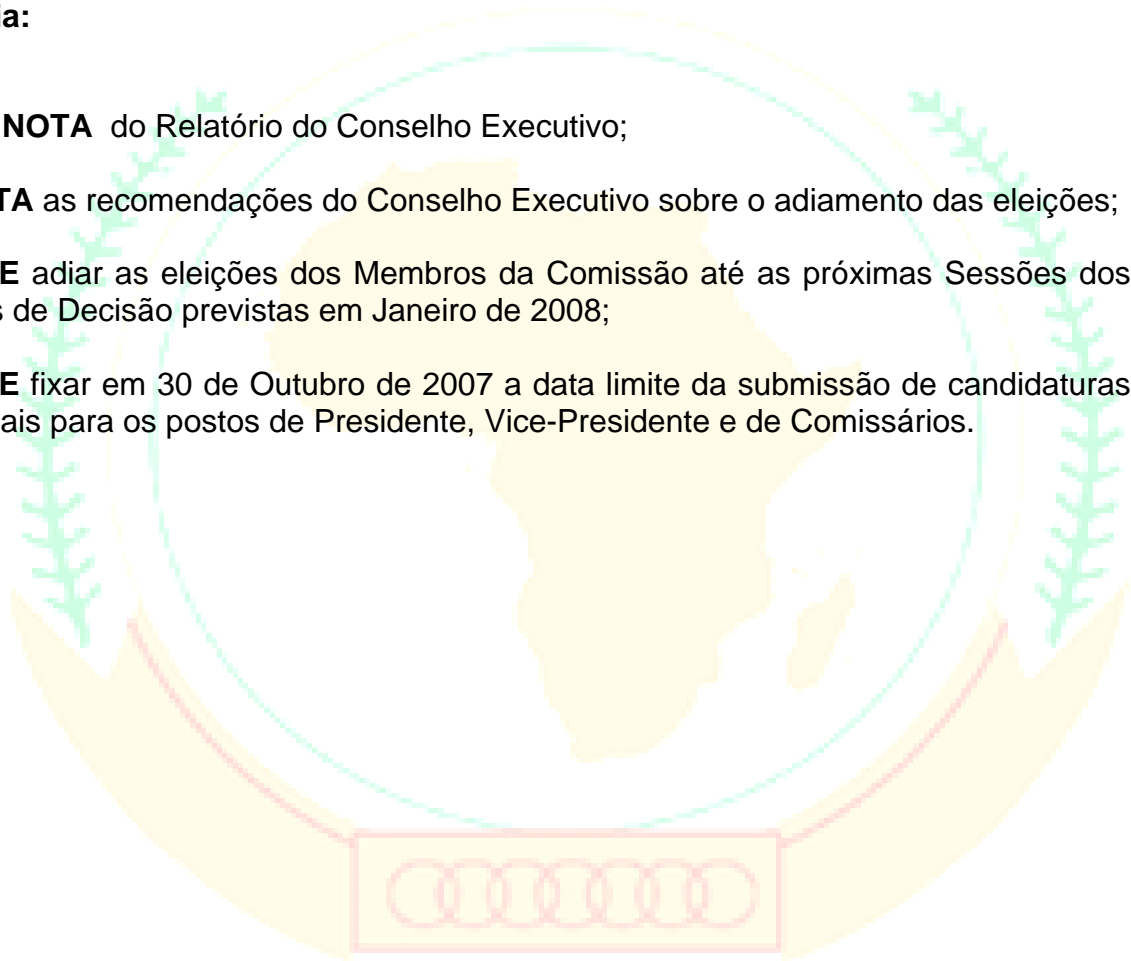 ia:
NOTA do Relatório do Conselho Executivo;
TA as recomendações do Conselho Executivo sobre o adiamento das eleições;
E adiar as eleições dos Membros da Comissão até as próximas Sessões dos
s de Decisão previstas em Janeiro de 2008;
E fixar em 30 de Outubro de 2007 a data limite da submissão de candidaturas
ais para os postos de Presidente, Vice-Presidente e de Comissários.